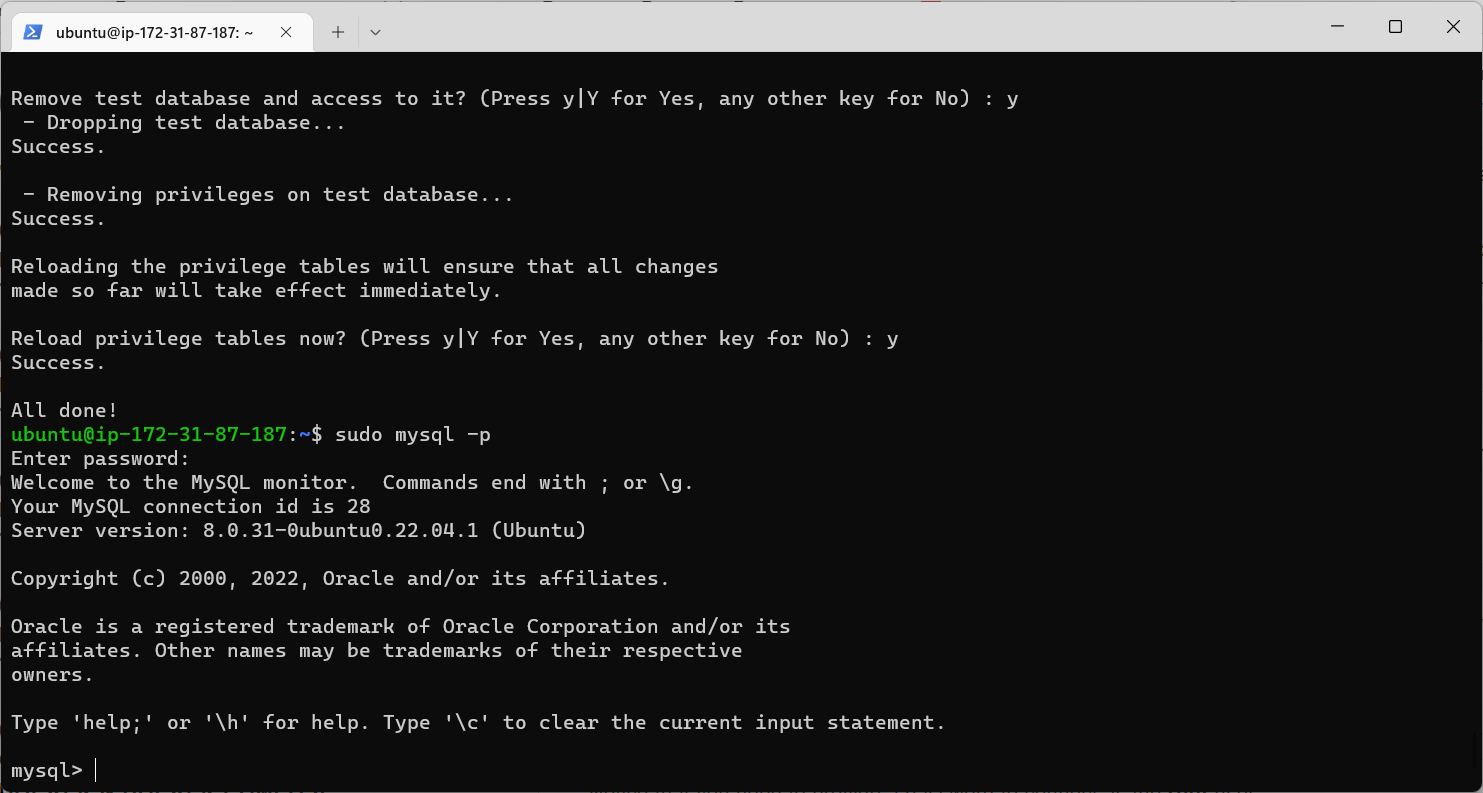 ubuntu@ip-172-31-87-187: ~
Remove test database and access to it? (Press y|Y for Yes, any other key for No) : y
 - Dropping test database...
Success.
 - Removing privileges on test database...
Success.
Reloading the privilege tables will ensure that all changes
made so far will take effect immediately.
Reload privilege tables now? (Press y|Y for Yes, any other key for No) : y
Success.
All done!
ubuntu@ip-172-31-87-187:~$ sudo mysql -p
Enter password:
Welcome to the MySQL monitor.  Commands end with ; or \g.
Your MySQL connection id is 28
Server version: 8.0.31-0ubuntu0.22.04.1 (Ubuntu)
Copyright (c) 2000, 2022, Oracle and/or its affiliates.
Oracle is a registered trademark of Oracle Corporation and/or its
affiliates. Other names may be trademarks of their respective
owners.
Type 'help;' or '\h' for help. Type '\c' to clear the current input statement.
mysql>